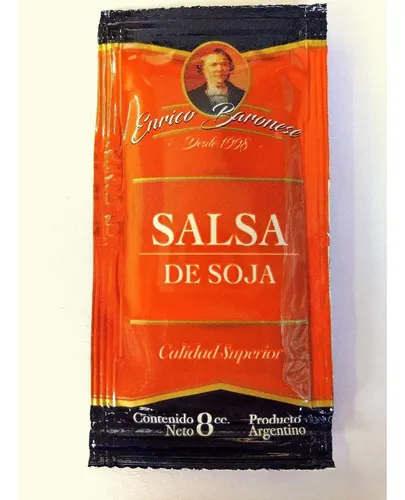 Enrico Baronese
Desde 1998
SALSA
DE SOJA
Calidad Superior
Contenido Neto 8 cc.
Producto Argentino